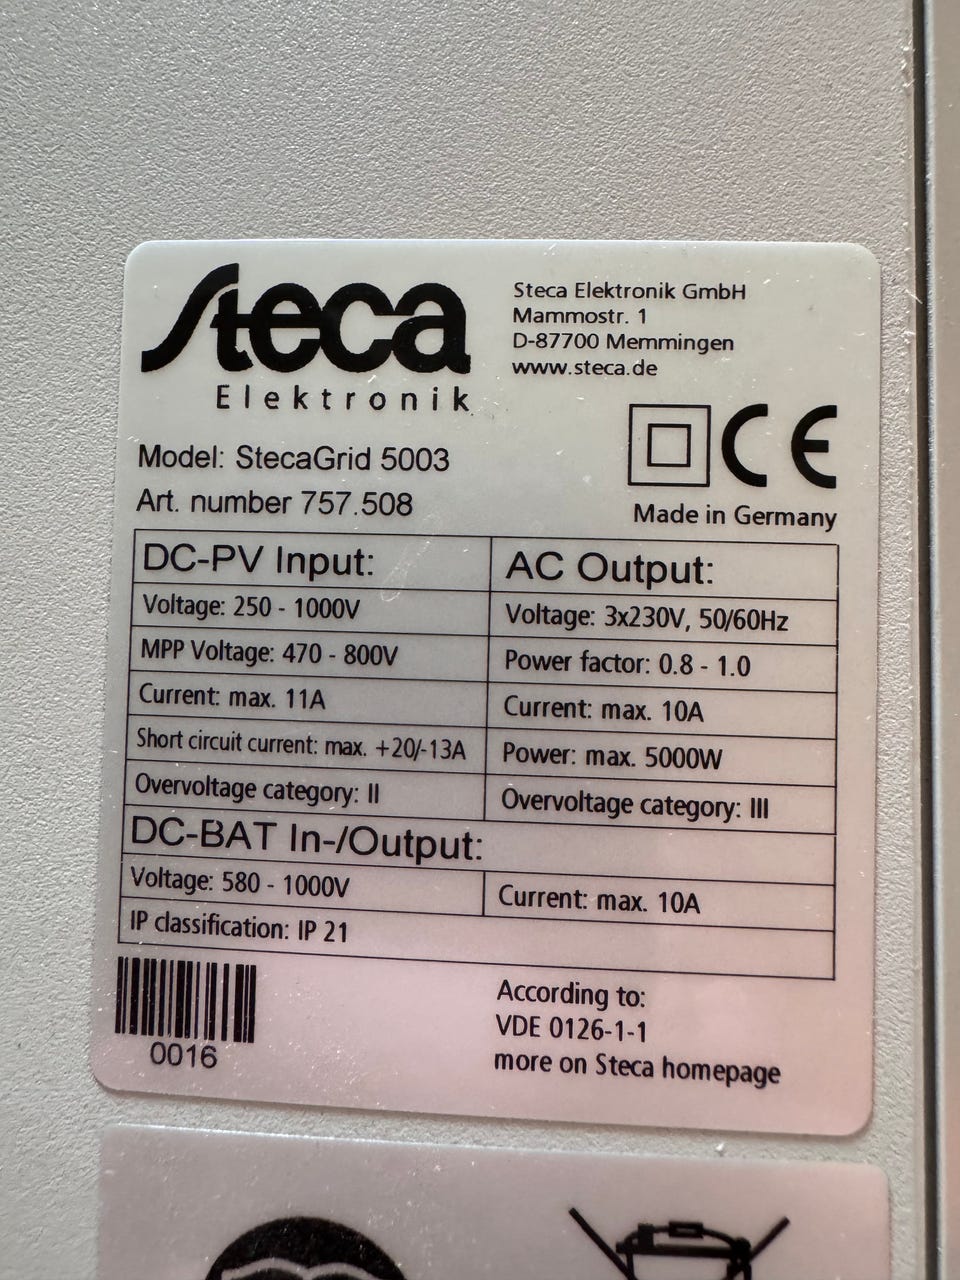 Steca
Elektronik
Steca Elektronik GmbH
Mammostr. 1
D-87700 Memmingen
www.steca.de
CE
Model: StecaGrid 5003
Art. number 757.508
Made in Germany
DC-PV Input:
Voltage: 250 - 1000V
MPP Voltage: 470 - 800V
Current: max. 11A
Short circuit current: max. +20/-13A
Overvoltage category: II
AC Output:
Voltage: 3x230V, 50/60Hz
Power factor: 0.8 - 1.0
Current: max. 10A
Power: max. 5000W
Overvoltage category: III
DC-BAT In-/Output:
Voltage: 580 - 1000V
Current: max. 10A
IP classification: IP 21
0016
According to:
VDE 0126-1-1
more on Steca homepage